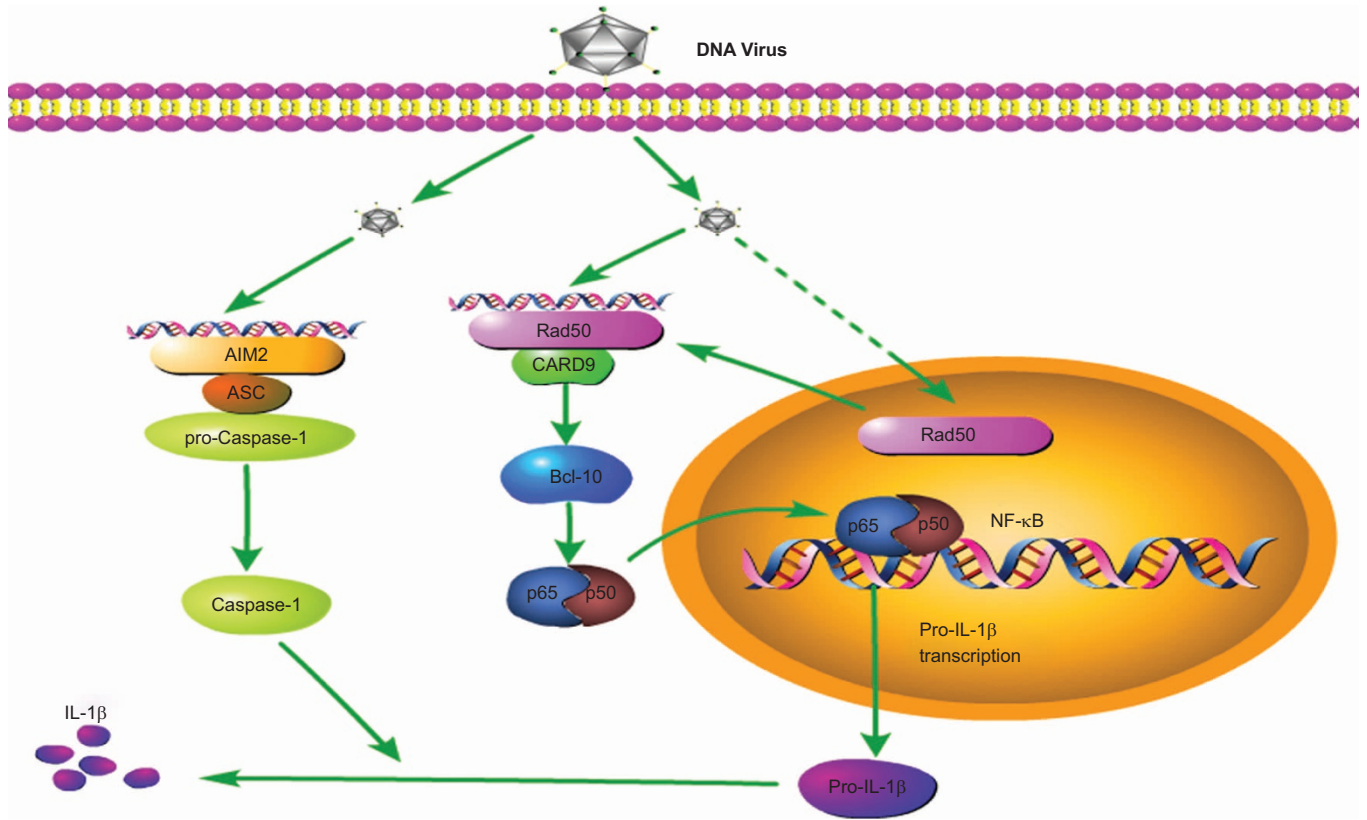 DNA Virus
AIM2
ASC
pro-Caspase-1
Caspase-1
IL-1β
Rad50
CARD9
Bcl-10
p65
p50
Rad50
p65
p50
NF-κB
Pro-IL-1β
transcription
Pro-IL-1β